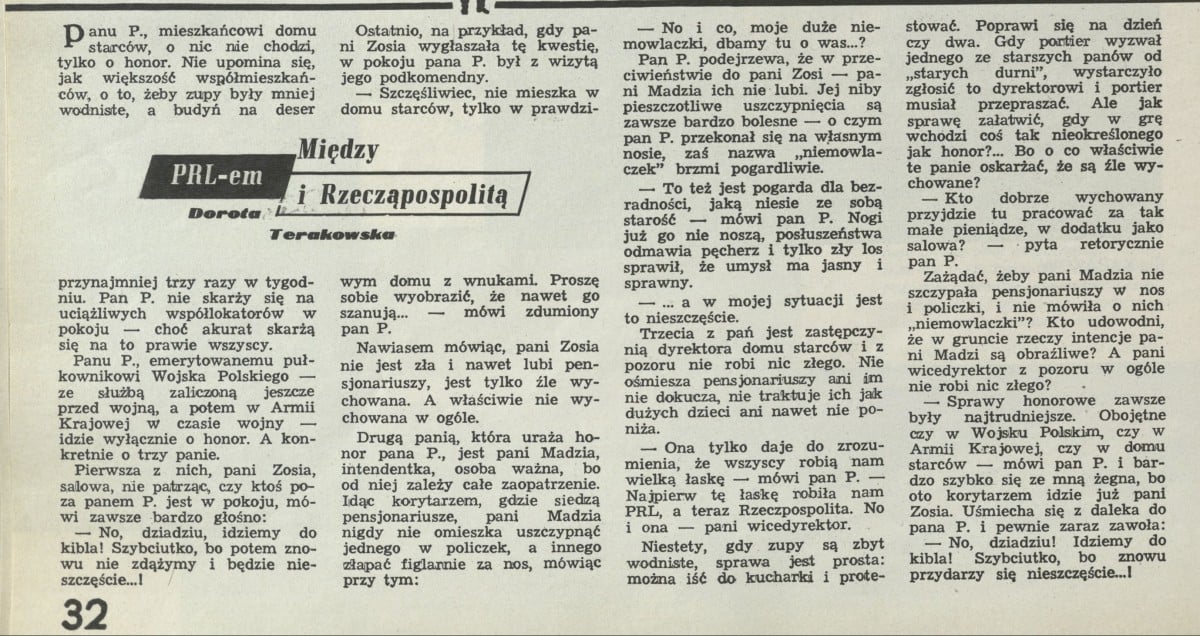 Między
PRL-em
i Rzecząpospolitą
Dorota
Terakowska
Panu P., mieszkańcowi domu
starców, o nic nie chodzi,
tylko o honor. Nie upomina się,
jak większość współmieszkań-
ców, o to, żeby zupy były mniej
wodniste, a budyń na deser
przynajmniej trzy razy w tygod-
niu. Pan P. nie skarży się na
uciążliwych współlokatorów w
pokoju — choć akurat skarżą
się na to prawie wszyscy.
Panu P., emerytowanemu puł-
kownikowi Wojska Polskiego —
ze służbą zaliczoną jeszcze
przed wojną, a potem w Armii
Krajowej w czasie wojny —
idzie wyłącznie o honor. A kon-
kretnie o trzy panie.
Pierwsza z nich, pani Zosia,
salowa, nie patrząc, czy ktoś po-
za panem P. jest w pokoju, mó-
wi zawsze bardzo głośno:
— No, dziadziu, idziemy do
kibla! Szybciutko, bo potem zno-
wu nie zdążymy i będzie nie-
szczęście...!
Ostatnio, na przykład, gdy pa-
ni Zosia wygłaszała tę kwestię,
w pokoju pana P. był z wizytą
jego podkomendny.
— Szczęśliwiec, nie mieszka w
domu starców, tylko w prawdzi-
wym domu z wnukami. Proszę
sobie wyobrazić, że nawet go
szanują... — mówi zdumiony
pan P.
Nawiasem mówiąc, pani Zosia
nie jest zła i nawet lubi pen-
sjonariuszy, jest tylko źle wy-
chowana. A właściwie nie wy-
chowana w ogóle.
Drugą panią, która uraża ho-
nor pana P., jest pani Madzia,
intendentka, osoba ważna, bo
od niej zależy całe zaopatrzenie.
Idąc korytarzem, gdzie siedzą
pensjonariusze, pani Madzia
nigdy nie omieszka uszczypnąć
jednego w policzek, a innego
złapać figlarnie za nos, mówiąc
przy tym:
— No i co, moje duże nie-
mowlaczki, dbamy tu o was...?
Pan P. podejrzewa, że w prze-
ciwieństwie do pani Zosi — pa-
ni Madzia ich nie lubi. Jej niby
pieszczotliwe uszczypnięcia są
zawsze bardzo bolesne — o czym
pan P. przekonał się na własnym
nosie, zaś nazwa „niemowla-
czek” brzmi pogardliwie.
— To też jest pogarda dla bez-
radności, jaką niesie ze sobą
starość — mówi pan P. Nogi
już go nie noszą, posłuszeństwa
odmawia pęcherz i tylko zły los
sprawił, że umysł ma jasny i
sprawny.
— ... a w mojej sytuacji jest
to nieszczęście.
Trzecia z pań jest zastępczy-
nią dyrektora domu starców i z
pozoru nie robi nic złego. Nie
ośmiesza pensjonariuszy ani im
nie dokucza, nie traktuje ich jak
dużych dzieci ani nawet nie po-
niża.
— Ona tylko daje do zrozu-
mienia, że wszyscy robią nam
wielką łaskę — mówi pan P. —
Najpierw tę łaskę robiła nam
PRL, a teraz Rzeczpospolita. No
i ona — pani wicedyrektor.
Niestety, gdy zupy są zbyt
wodniste, sprawa jest prosta:
można iść do kucharki i prote-
stować. Poprawi się na dzień
czy dwa. Gdy portier wyzwał
jednego ze starszych panów od
„starych durni”, wystarczyło
zgłosić to dyrektorowi i portier
musiał przepraszać. Ale jak
sprawę załatwić, gdy w grę
wchodzi coś tak nieokreślonego
jak honor?... Bo o co właściwie
te panie oskarżać, że są źle wy-
chowane?
— Kto dobrze wychowany
przyjdzie tu pracować za tak
małe pieniądze, w dodatku jako
salowa? — pyta retorycznie
pan P.
Zażądać, żeby pani Madzia nie
szczypała pensjonariuszy w nos
i policzki, i nie mówiła o nich
„niemowlaczki”? Kto udowodni,
że w gruncie rzeczy intencje pa-
ni Madzi są obraźliwe? A pani
wicedyrektor z pozoru w ogóle
nie robi nic złego?
— Sprawy honorowe zawsze
były najtrudniejsze. Obojętne
czy w Wojsku Polskim, czy w
Armii Krajowej, czy w domu
starców — mówi pan P. i bar-
dzo szybko się ze mną żegna, bo
oto korytarzem idzie już pani
Zosia. Uśmiecha się z daleka do
pana P. i pewnie zaraz zawoła:
— No, dziadziu! Idziemy do
kibla! Szybciutko, bo znowu
przydarzy się nieszczęście...!
32